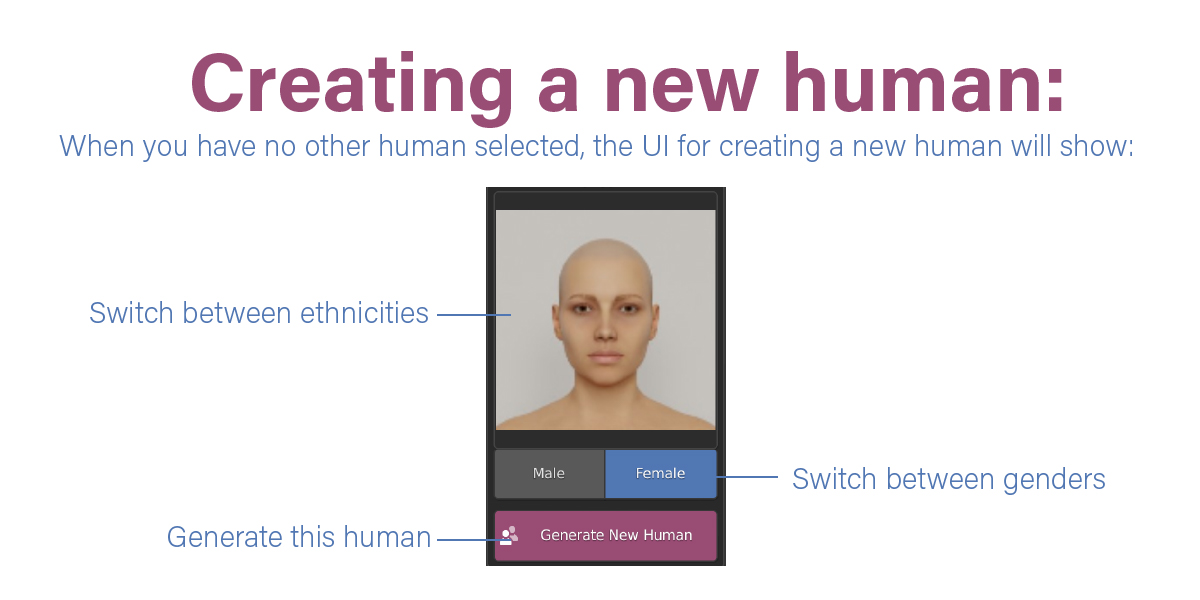 Creating a new human:
When you have no other human selected, the UI for creating a new human will show:
Switch between ethnicities
Male
Female
Switch between genders
Generate this human
Generate New Human